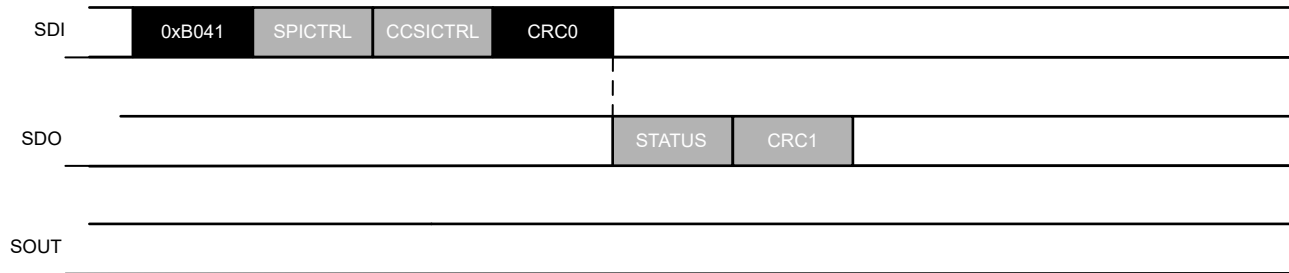 SDI 0xB041 SPICTRL CCSICTRL CRC0
SDO STATUS CRC1
SOUT